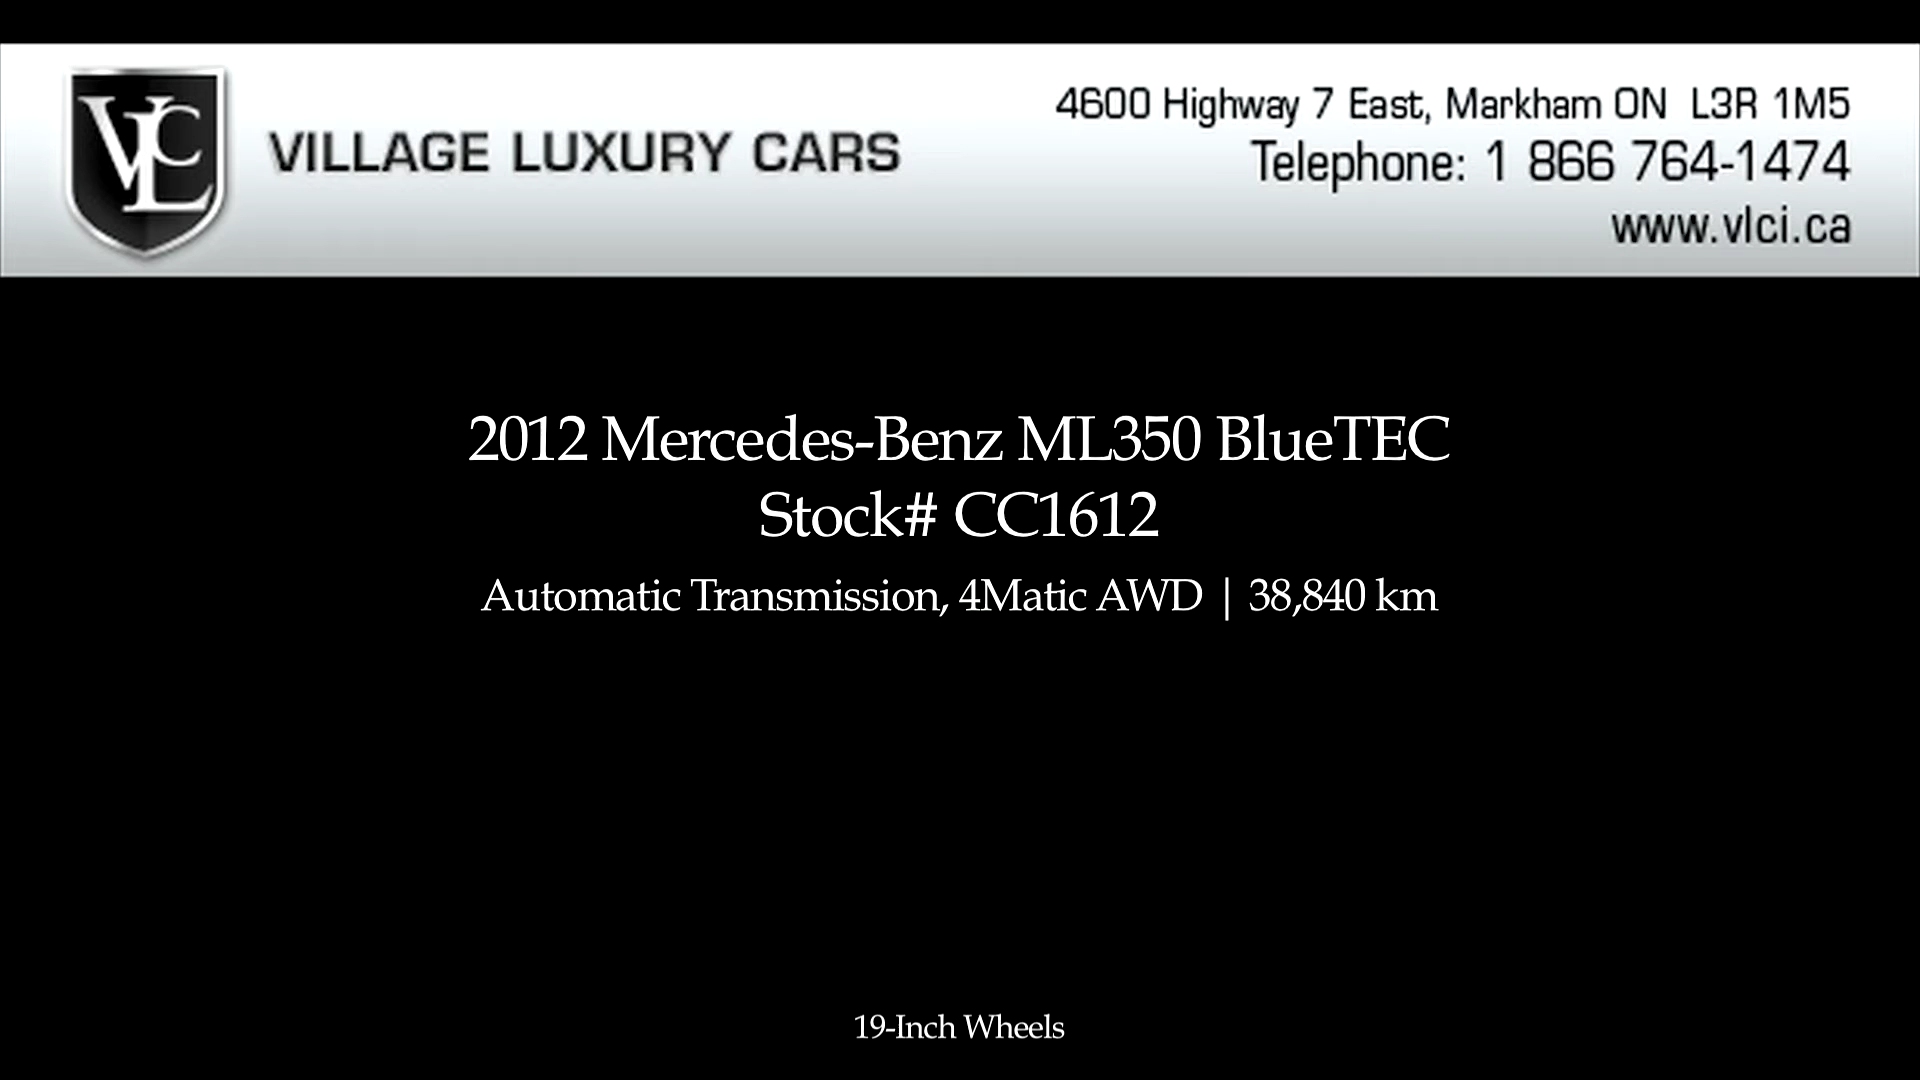 VLC
VILLAGE LUXURY CARS
4600 Highway 7 East, Markham ON L3R 1M5
Telephone: 1 866 764-1474
www.vlci.ca
2012 Mercedes-Benz ML350 BlueTEC
Stock# CC1612
Automatic Transmission, 4Matic AWD | 38,840 km
19-Inch Wheels